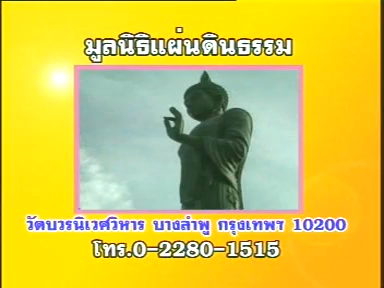 มูลนิธิแผ่นดินธรรม
วัดบวรนิเวศวิหาร บางลำพู กรุงเทพฯ 10200
โทร.0-2280-1515